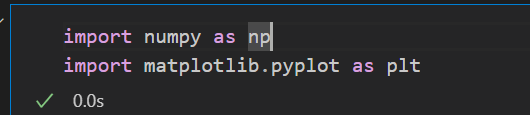 import numpy as np
import matplotlib.pyplot as plt
0.0s